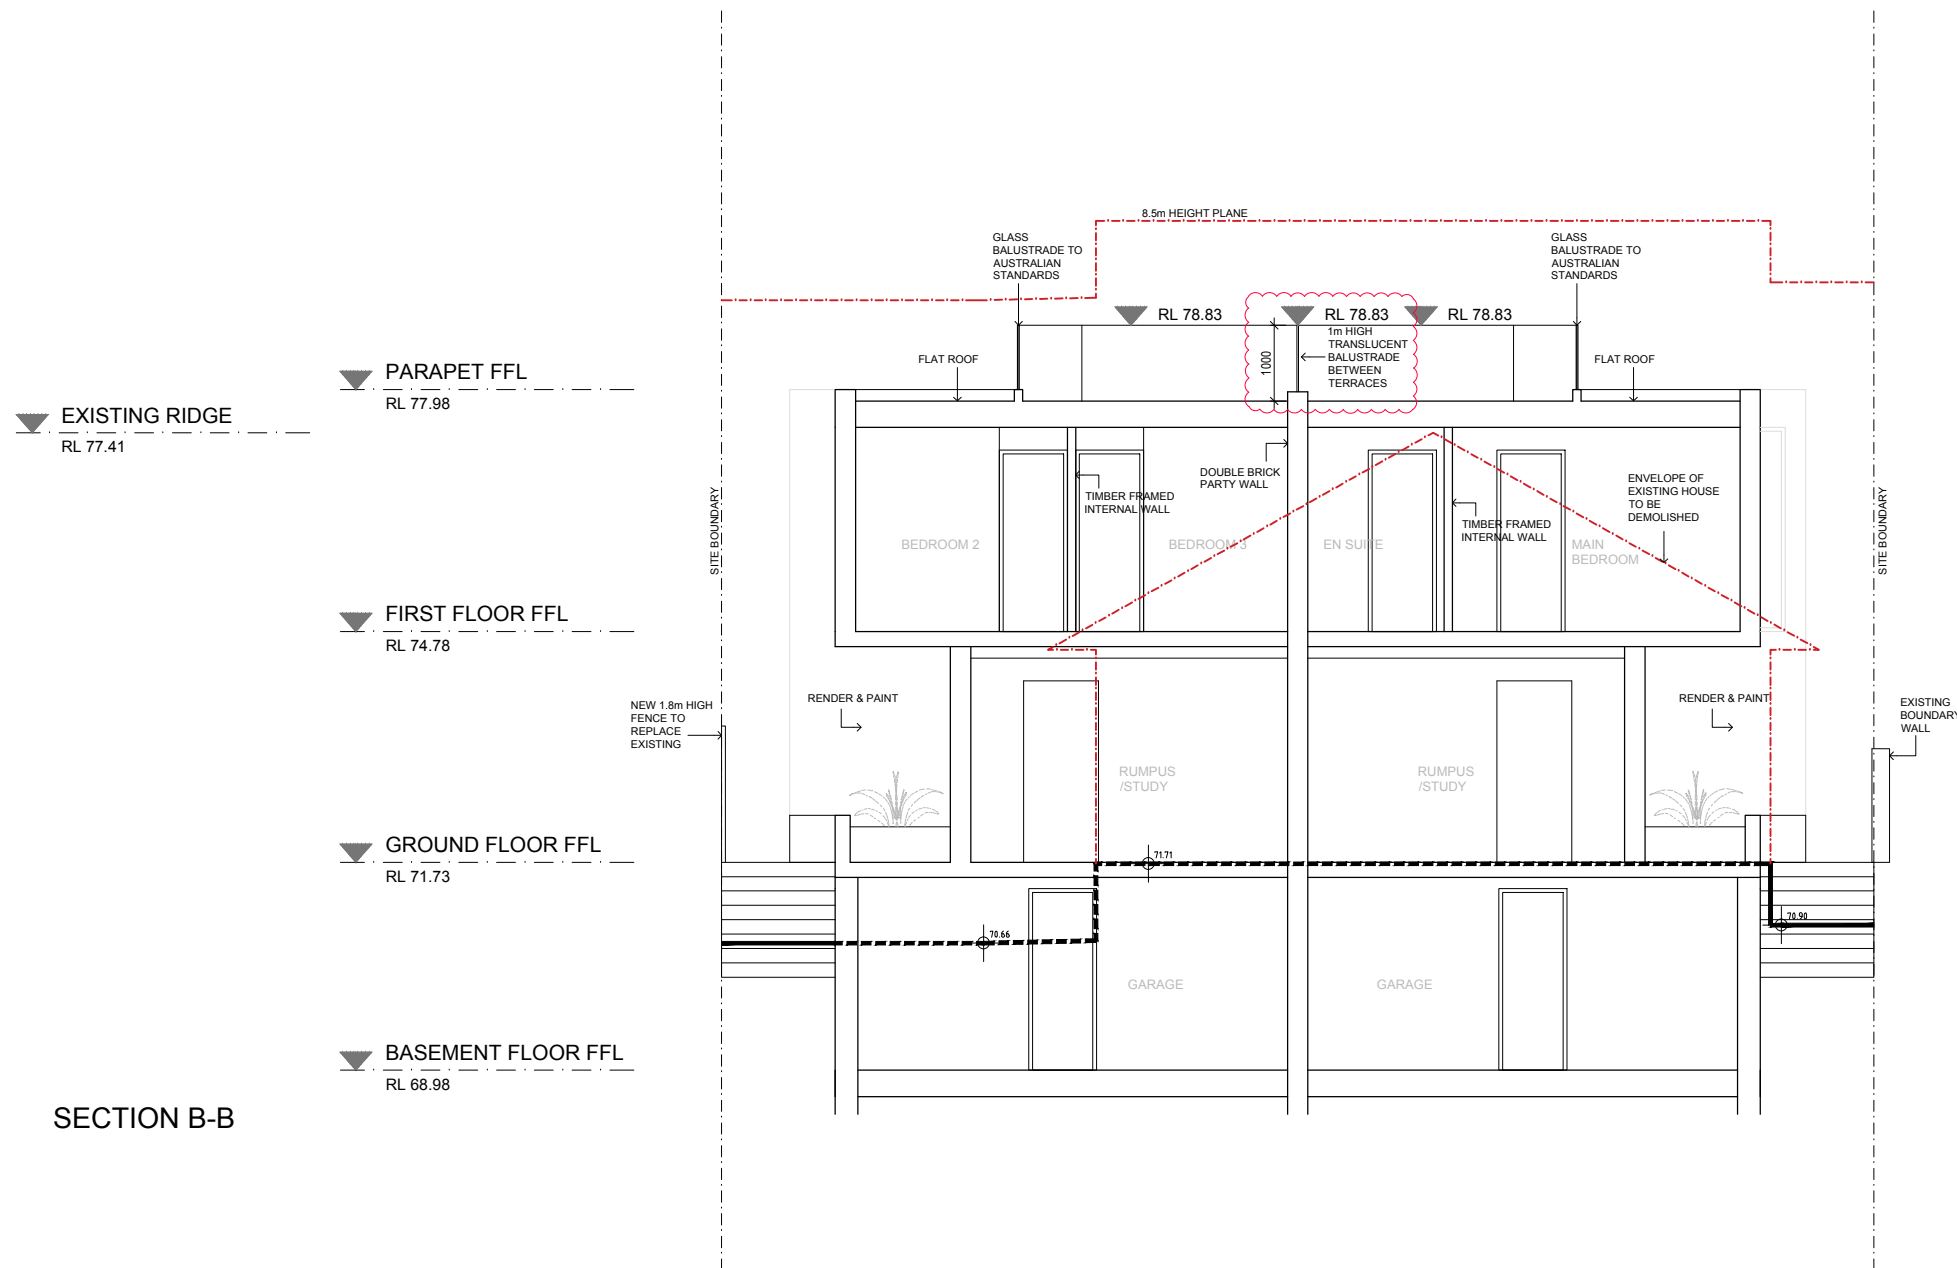 8.5m HEIGHT PLANE
GLASS
BALUSTRADE TO
AUSTRALIAN
STANDARDS
GLASS
BALUSTRADE TO
AUSTRALIAN
STANDARDS
RL 78.83
RL 78.83
RL 78.83
1m HIGH
TRANSLUCENT
BALUSTRADE
BETWEEN
TERRACES
1000
FLAT ROOF
FLAT ROOF
PARAPET FFL
RL 77.98
EXISTING RIDGE
RL 77.41
DOUBLE BRICK
PARTY WALL
TIMBER FRAMED
INTERNAL WALL
TIMBER FRAMED
INTERNAL WALL
ENVELOPE OF
EXISTING HOUSE
TO BE
DEMOLISHED
SITE BOUNDARY
SITE BOUNDARY
BEDROOM 2
BEDROOM 3
EN SUITE
MAIN
BEDROOM
FIRST FLOOR FFL
RL 74.78
NEW 1.8m HIGH
FENCE TO
REPLACE
EXISTING
RENDER & PAINT
RENDER & PAINT
EXISTING
BOUNDARY
WALL
RUMPUS
/STUDY
RUMPUS
/STUDY
GROUND FLOOR FFL
RL 71.73
71.71
70.66
70.90
GARAGE
GARAGE
BASEMENT FLOOR FFL
RL 68.98
SECTION B-B